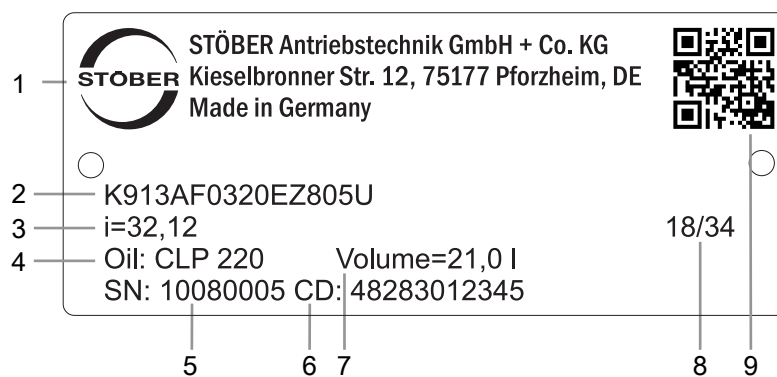 STÖBER
STÖBER Antriebstechnik GmbH + Co. KG
Kieselbronner Str. 12, 75177 Pforzheim, DE
Made in Germany
1
2 K913AF0320EZ805U
3 i=32,12 18/34
4 Oil: CLP 220 Volume=21,0 l
SN: 10080005 CD: 48283012345
5 6 7 8 9